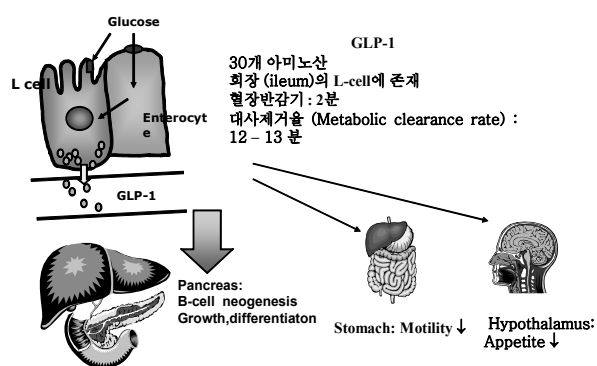 Glucose
L cell
Enterocyt
e
GLP-1
GLP-1
30개 아미노산
회장 (ileum)의 L-cell에 존재
혈장반감기 : 2분
대사제거율 (Metabolic clearance rate) :
12 – 13 분
Pancreas:
B-cell neogenesis
Growth,differentiaton
Stomach: Motility ↓
Hypothalamus:
Appetite ↓